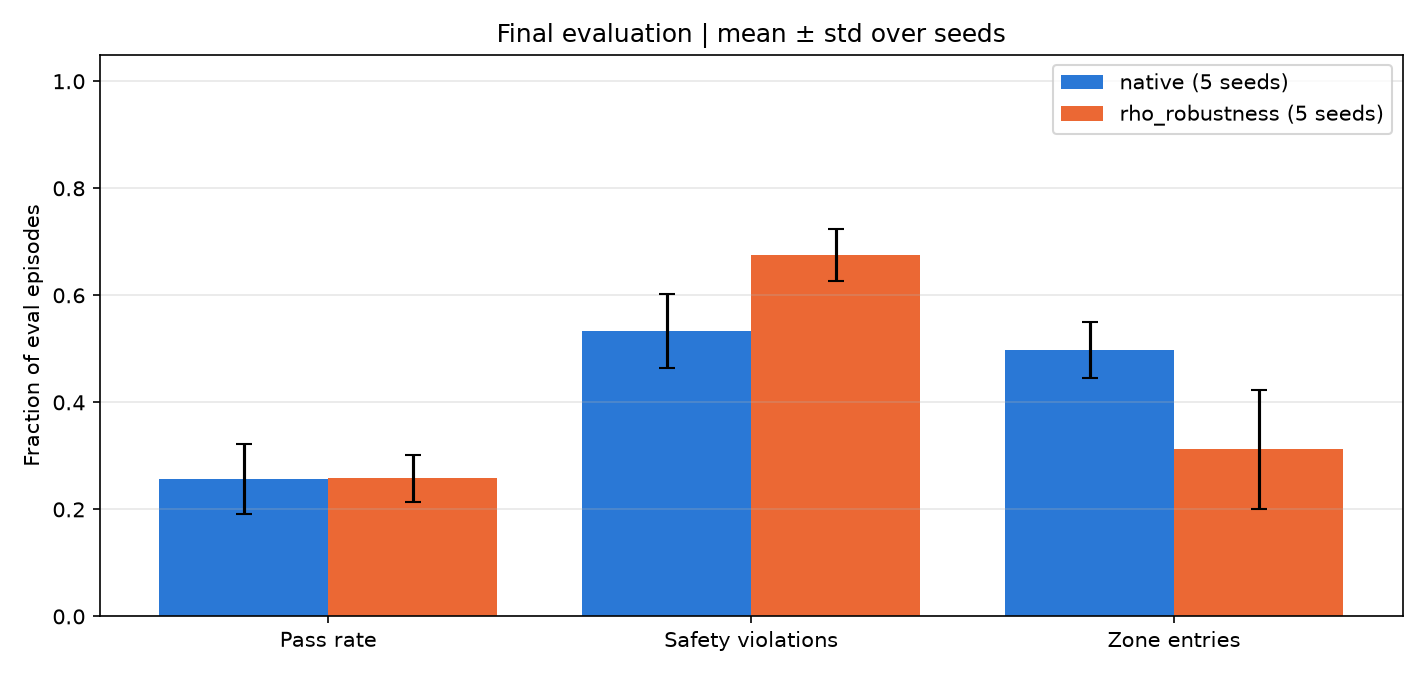 Final evaluation | mean ± std over seeds
native (5 seeds)
rho_robustness (5 seeds)
Fraction of eval episodes
1.0
0.8
0.6
0.4
0.2
0.0
Pass rate
Safety violations
Zone entries